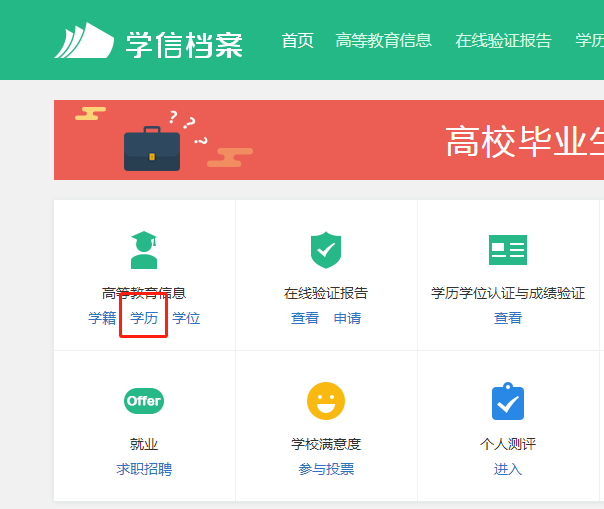 学信档案 首页 高等教育信息 在线验证报告 学历
? ? ?
高校毕业生
高等教育信息 在线验证报告 学历学位认证与成绩验证
学籍 学历 学位 查看 申请 查看
Offer
就业 学校满意度 个人测评
求职招聘 参与投票 进入